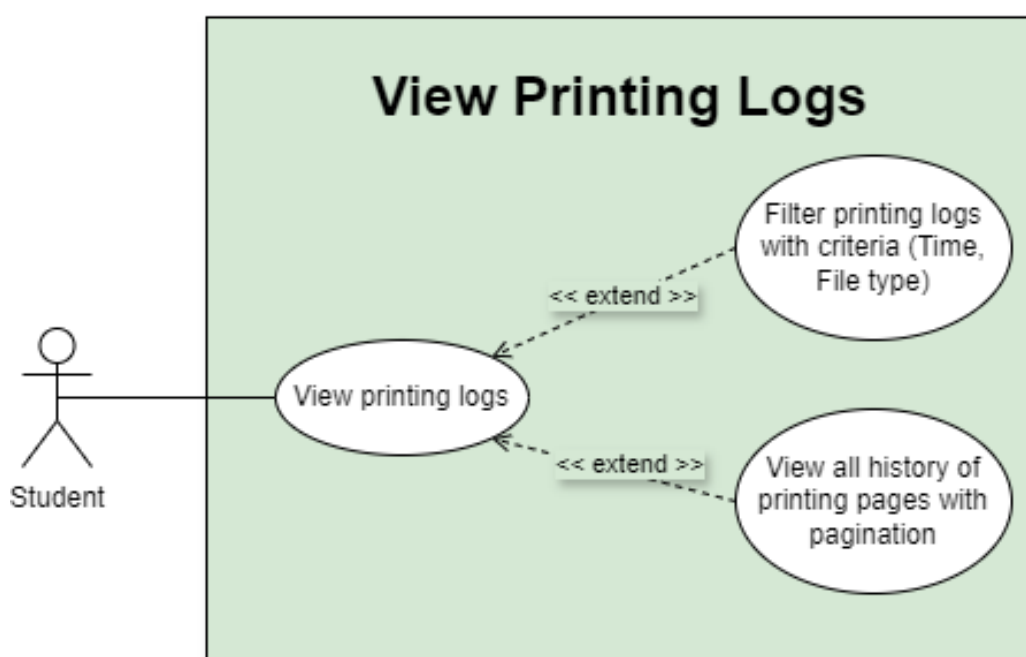 View Printing Logs
Filter printing logs
with criteria (Time,
File type)
<< extend >>
View printing logs
<< extend >>
View all history of
printing pages with
pagination
Student